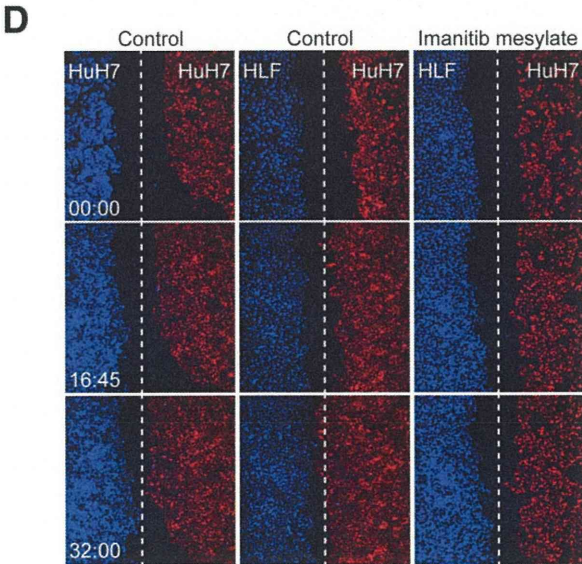 D
Control Control Imanitib mesylate
HuH7 HuH7 HLF HuH7 HLF HuH7
00:00
16:45
32:00